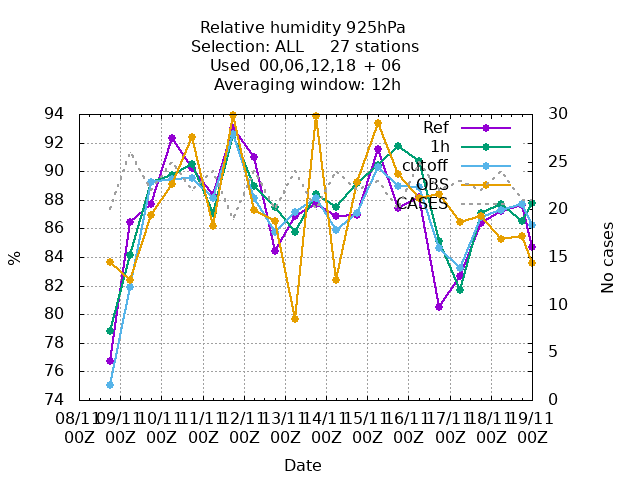 Relative humidity 925hPa
Selection: ALL 27 stations
Used 00,06,12,18 + 06
Averaging window: 12h
94
92
90
88
86
84
82
80
78
76
74
%
30
25
20
15
10
5
0
No cases
Ref
1h
cutoff
OBS
CASES
08/11 09/11 10/11 11/11 12/11 13/11 14/11 15/11 16/11 17/11 18/11 19/11
00Z 00Z 00Z 00Z 00Z 00Z 00Z 00Z 00Z 00Z 00Z 00Z
Date